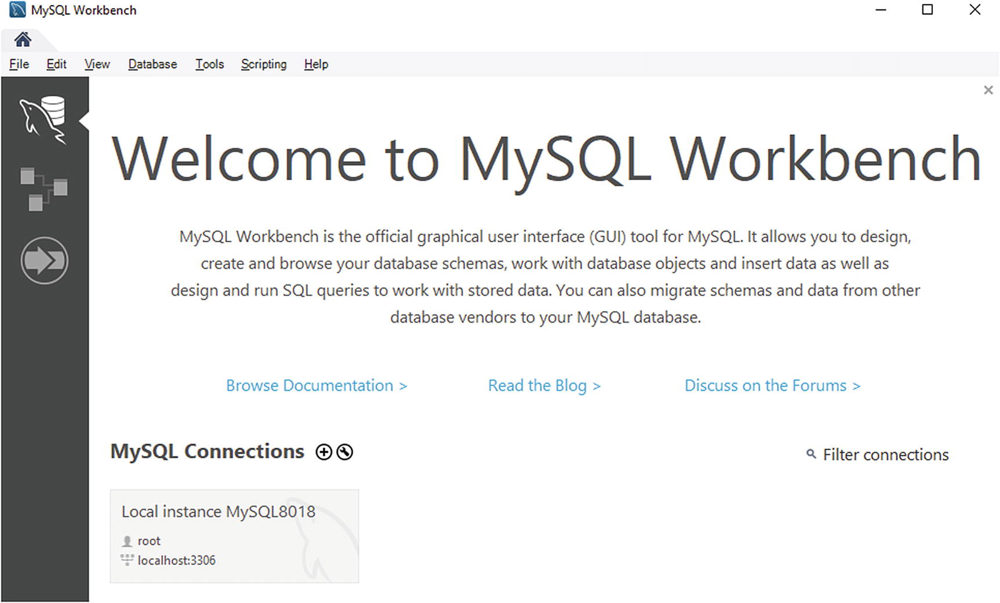 MySQL Workbench
File Edit View Database Tools Scripting Help
Welcome to MySQL Workbench
MySQL Workbench is the official graphical user interface (GUI) tool for MySQL. It allows you to design,
create and browse your database schemas, work with database objects and insert data as well as
design and run SQL queries to work with stored data. You can also migrate schemas and data from other
database vendors to your MySQL database.
Browse Documentation > Read the Blog > Discuss on the Forums >
MySQL Connections Filter connections
Local instance MySQL8018
root
localhost:3306